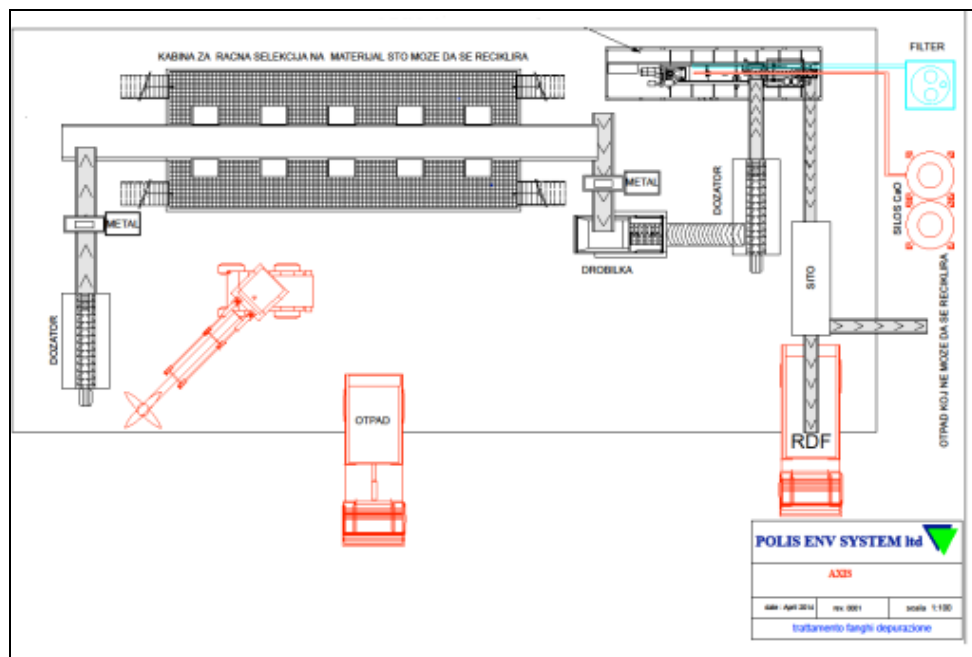 KABINA ZA RACNA SELEKCIJA NA MATERIJAL STO MOZE DA SE RECIKLIRA
FILTER
METAL
METAL
DOZATOR
SILOS CaO
DROBILKA
SITO
DOZATOR
OTPAD KOJ NE MOZE DA SE RECIKLIRA
OTPAD
RDF
POLIS ENV SYSTEM ltd
AXIS
date : April 2014 rev. 0001 scala 1:100
trattamento fanghi depurazione